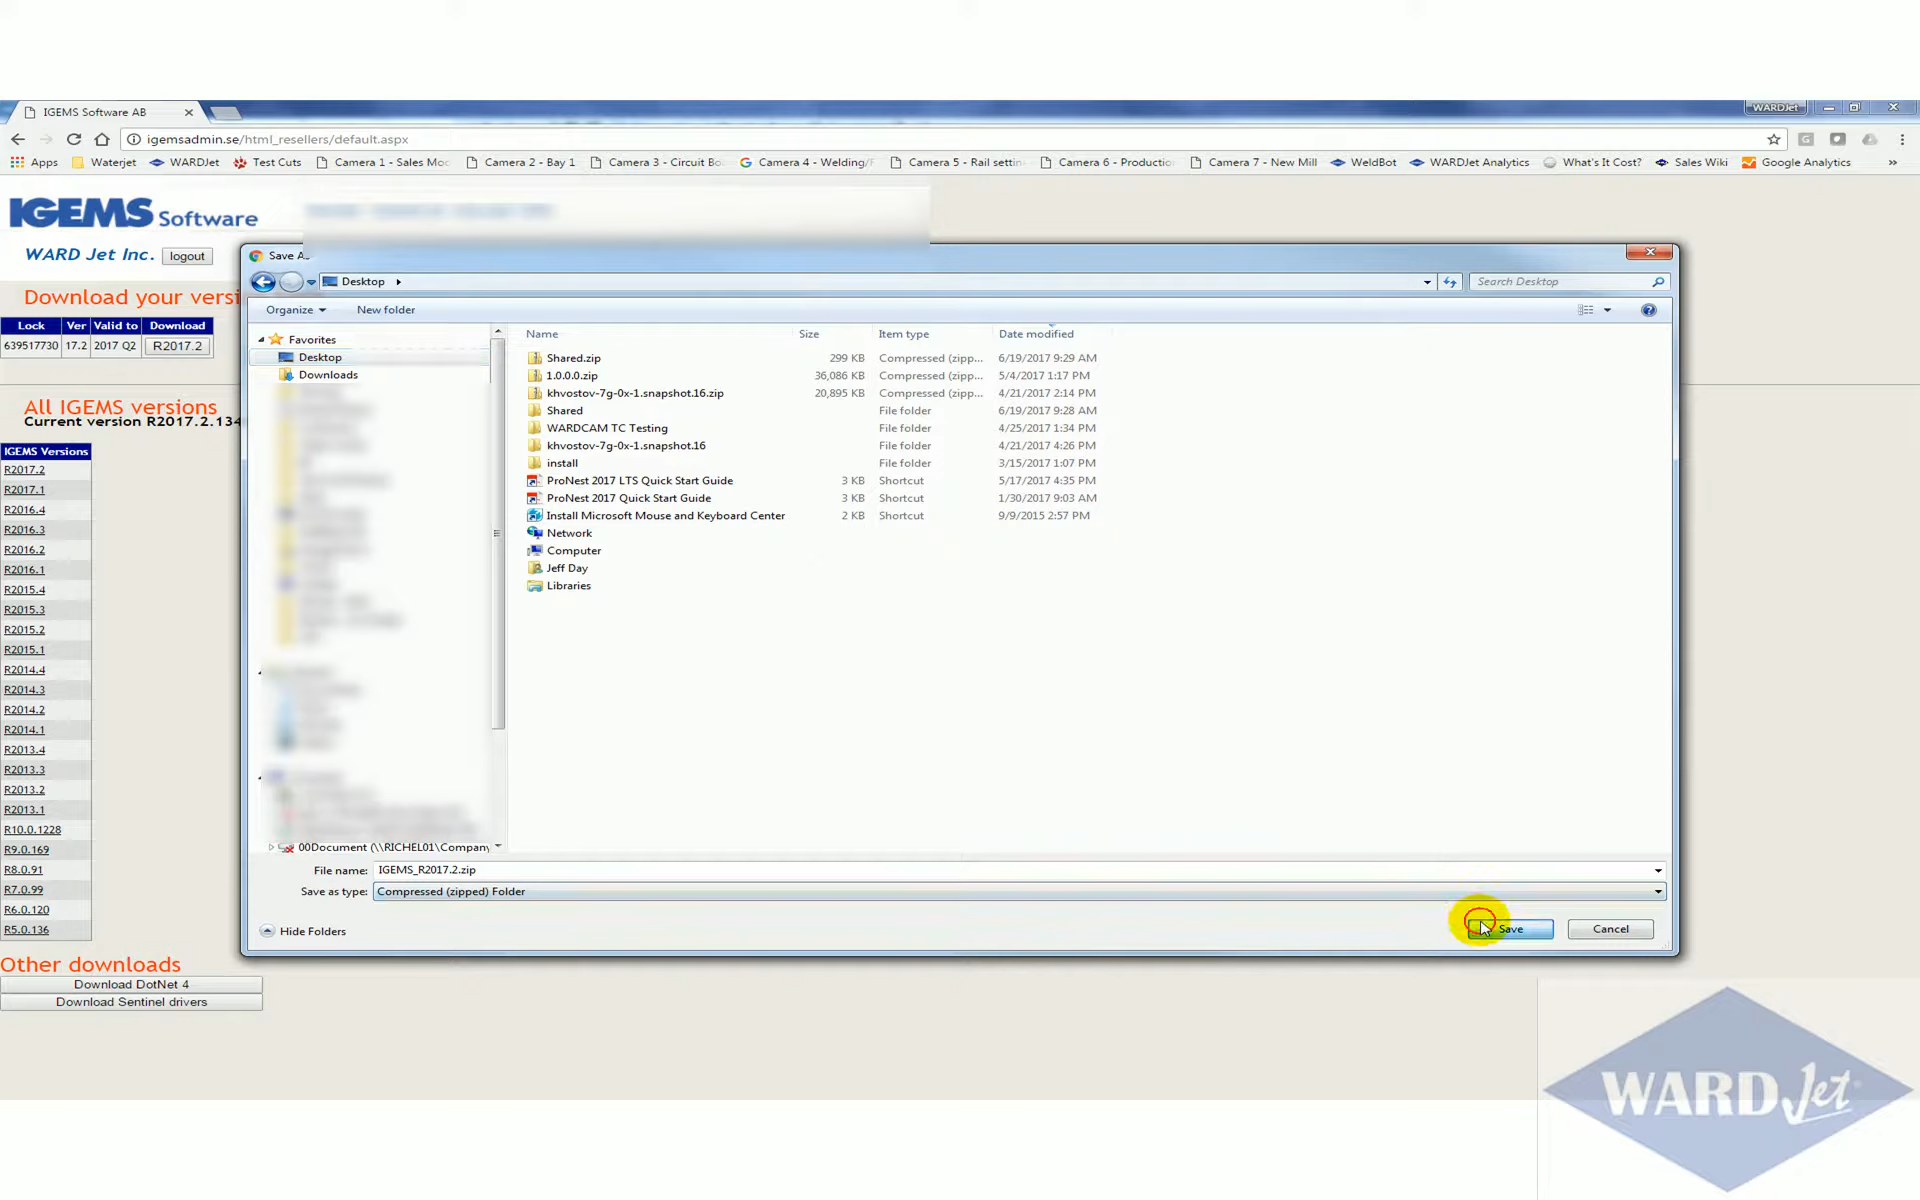 IGEMS Software AB
WARDJet
igemsadmin.se/html_resellers/default.aspx
Apps Waterjet WARDJet Test Cuts Camera 1 - Sales Moc Camera 2 - Bay 1 Camera 3 - Circuit Bo Camera 4 - Welding/F Camera 5 - Rail settin Camera 6 - Productio Camera 7 - New Mill WeldBot WARDJet Analytics What's It Cost? Sales Wiki Google Analytics »
IGEMS Software
WARD Jet Inc. logout
Download your versi
Lock Ver Valid to Download
639517730 17.2 2017 Q2 R2017.2
All IGEMS versions
Current version R2017.2.134
IGEMS Versions
R2017.2
R2017.1
R2016.4
R2016.3
R2016.2
R2016.1
R2015.4
R2015.3
R2015.2
R2015.1
R2014.4
R2014.3
R2014.2
R2014.1
R2013.4
R2013.3
R2013.2
R2013.1
R10.0.1228
R9.0.169
R8.0.91
R7.0.99
R6.0.120
R5.0.136
Other downloads
Download DotNet 4
Download Sentinel drivers
Save A
Desktop
Search Desktop
Organize New folder
Favorites
Desktop
Downloads
00Document (\\RICHEL01\Company
Name Size Item type Date modified
Shared.zip 299 KB Compressed (zipp... 6/19/2017 9:29 AM
1.0.0.0.zip 36,086 KB Compressed (zipp... 5/4/2017 1:17 PM
khvostov-7g-0x-1.snapshot.16.zip 20,895 KB Compressed (zipp... 4/21/2017 2:14 PM
Shared File folder 6/19/2017 9:28 AM
WARDCAM TC Testing File folder 4/25/2017 1:34 PM
khvostov-7g-0x-1.snapshot.16 File folder 4/21/2017 4:26 PM
install File folder 3/15/2017 1:07 PM
ProNest 2017 LTS Quick Start Guide 3 KB Shortcut 5/17/2017 4:35 PM
ProNest 2017 Quick Start Guide 3 KB Shortcut 1/30/2017 9:03 AM
Install Microsoft Mouse and Keyboard Center 2 KB Shortcut 9/9/2015 2:57 PM
Network
Computer
Jeff Day
Libraries
File name: IGEMS_R2017.2.zip
Save as type: Compressed (zipped) Folder
Hide Folders
Save Cancel
WARDJet